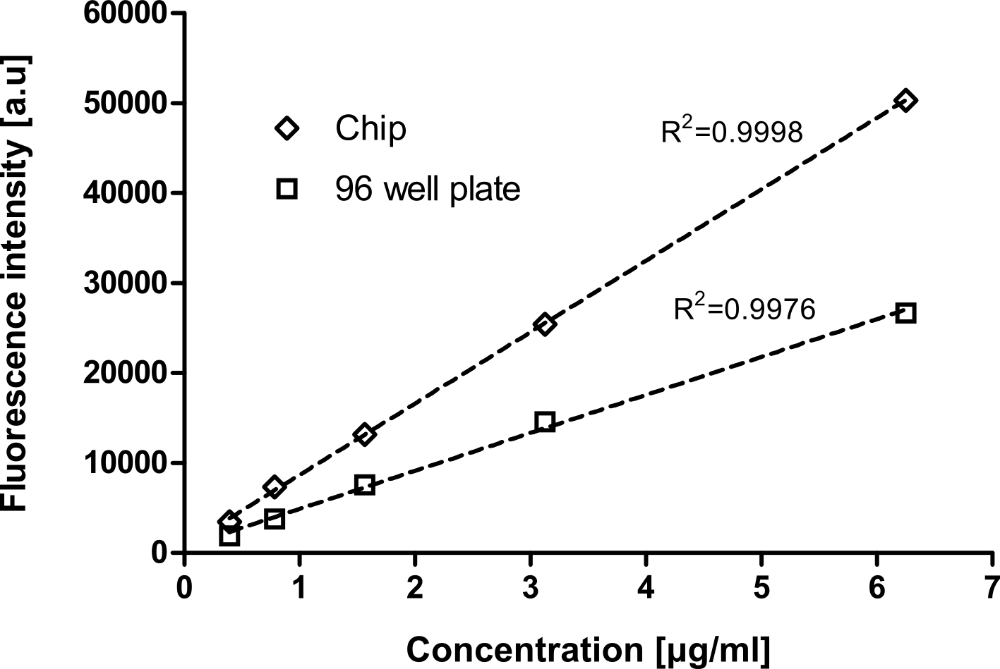 60000
50000
40000
30000
20000
10000
0
Fluorescence intensity [a.u]
Chip
96 well plate
R²=0.9998
R²=0.9976
0 1 2 3 4 5 6 7
Concentration [µg/ml]